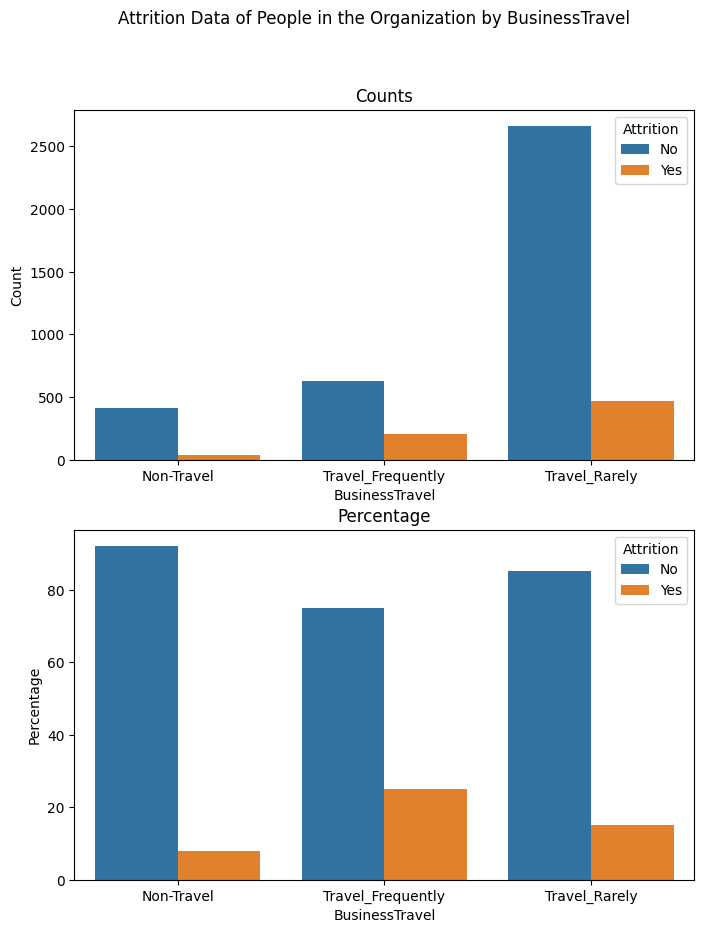 Attrition Data of People in the Organization by BusinessTravel
Counts
Attrition
No
Yes
2500
2000
1500
1000
500
0
Count
Non-Travel
Travel_Frequently
Travel_Rarely
BusinessTravel
Percentage
Attrition
No
Yes
80
60
40
20
0
Percentage
Non-Travel
Travel_Frequently
Travel_Rarely
BusinessTravel